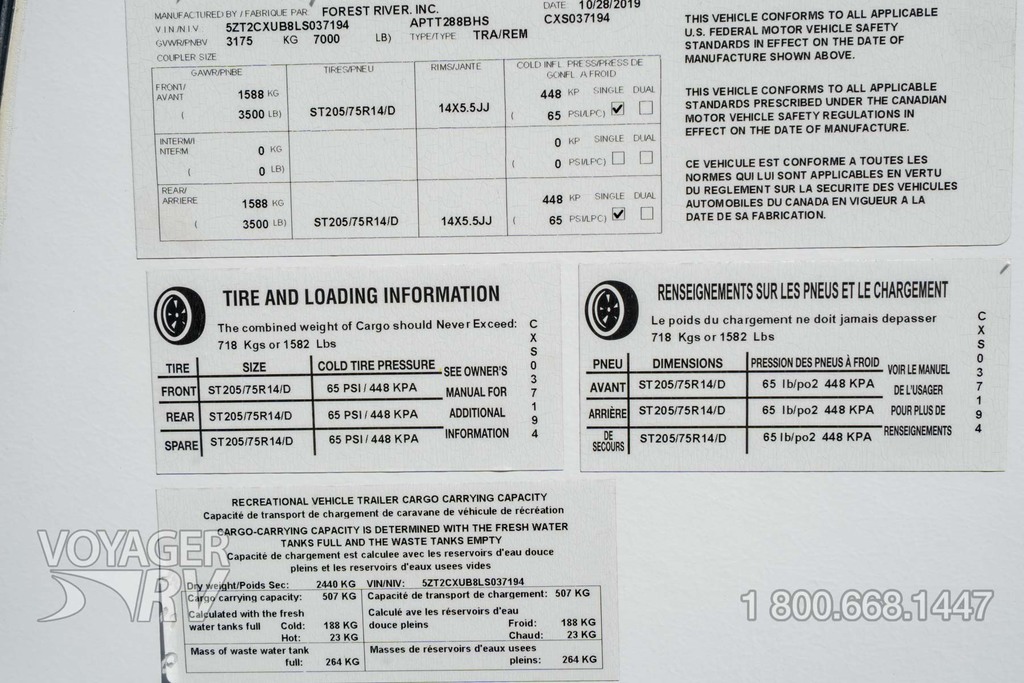 MANUFACTURED BY / FABRIQUE PAR FOREST RIVER. INC. DATE 10/28/2019
VIN/NIV 5ZT2CXUB8LS037194 APTT288BHS CXS037194
GVWR/PNBV 3175 KG 7000 LB) TYPE/TYPE TRA/REM
COUPLER SIZE
GAWR/PNBE TIRES/PNEU RIMS/JANTE COLD INFL PRESS/PRESS DE
GONFL A FROID
FRONT/
AVANT 1588 KG 448 KP SINGLE DUAL
( 3500 LB) ST205/75R14/D 14X5.5JJ ( 65 PSI/LPC)
INTERM/I
NTERM 0 KG 0 KP SINGLE DUAL
( 0 LB) ( 0 PSI/LPC)
REAR/
ARRIERE 1588 KG 448 KP SINGLE DUAL
( 3500 LB) ST205/75R14/D 14X5.5JJ ( 65 PSI/LPC)
THIS VEHICLE CONFORMS TO ALL APPLICABLE
U.S. FEDERAL MOTOR VEHICLE SAFETY
STANDARDS IN EFFECT ON THE DATE OF
MANUFACTURE SHOWN ABOVE.
THIS VEHICLE CONFORMS TO ALL APPLICABLE
STANDARDS PRESCRIBED UNDER THE CANADIAN
MOTOR VEHICLE SAFETY REGULATIONS IN
EFFECT ON THE DATE OF MANUFACTURE.
CE VEHICULE EST CONFORME A TOUTES LES
NORMES QUI LUI SONT APPLICABLES EN VERTU
DU REGLEMENT SUR LA SECURITE DES VEHICULES
AUTOMOBILES DU CANADA EN VIGUEUR A LA
DATE DE SA FABRICATION.
TIRE AND LOADING INFORMATION
The combined weight of Cargo should Never Exceed:
718 Kgs or 1582 Lbs
TIRE SIZE COLD TIRE PRESSURE
FRONT ST205/75R14/D 65 PSI / 448 KPA
REAR ST205/75R14/D 65 PSI / 448 KPA
SPARE ST205/75R14/D 65 PSI / 448 KPA
SEE OWNER'S
MANUAL FOR
ADDITIONAL
INFORMATION
CXS037194
RENSEIGNEMENTS SUR LES PNEUS ET LE CHARGEMENT
Le poids du chargement ne doit jamais depasser
718 Kgs or 1582 Lbs
PNEU DIMENSIONS PRESSION DES PNEUS À FROID
AVANT ST205/75R14/D 65 lb/po2 448 KPA
ARRIÈRE ST205/75R14/D 65 lb/po2 448 KPA
DE
SECOURS ST205/75R14/D 65 lb/po2 448 KPA
VOIR LE MANUEL
DE L'USAGER
POUR PLUS DE
RENSEIGNEMENTS
CXS037194
RECREATIONAL VEHICLE TRAILER CARGO CARRYING CAPACITY
Capacité de transport de chargement de caravane de véhicule de récréation
CARGO-CARRYING CAPACITY IS DETERMINED WITH THE FRESH WATER
TANKS FULL AND THE WASTE TANKS EMPTY
Capacité de chargement est calculee avec les reservoirs d'eau douce
pleins et les reservoirs d'eaux usees vides
Dry weight/Poids Sec: 2440 KG VIN/NIV: 5ZT2CXUB8LS037194
Cargo carrying capacity: 507 KG Capacité de transport de chargement: 507 KG
Calculated with the fresh
water tanks full Cold: 188 KG
Hot: 23 KG
Calculé ave les réservoirs d'eau
douce pleins Froid: 188 KG
Chaud: 23 KG
Mass of waste water tank
full: 264 KG
Masses de réservoirs d'eaux usees
pleins: 264 KG
VOYAGER
RV
1 800.668.1447